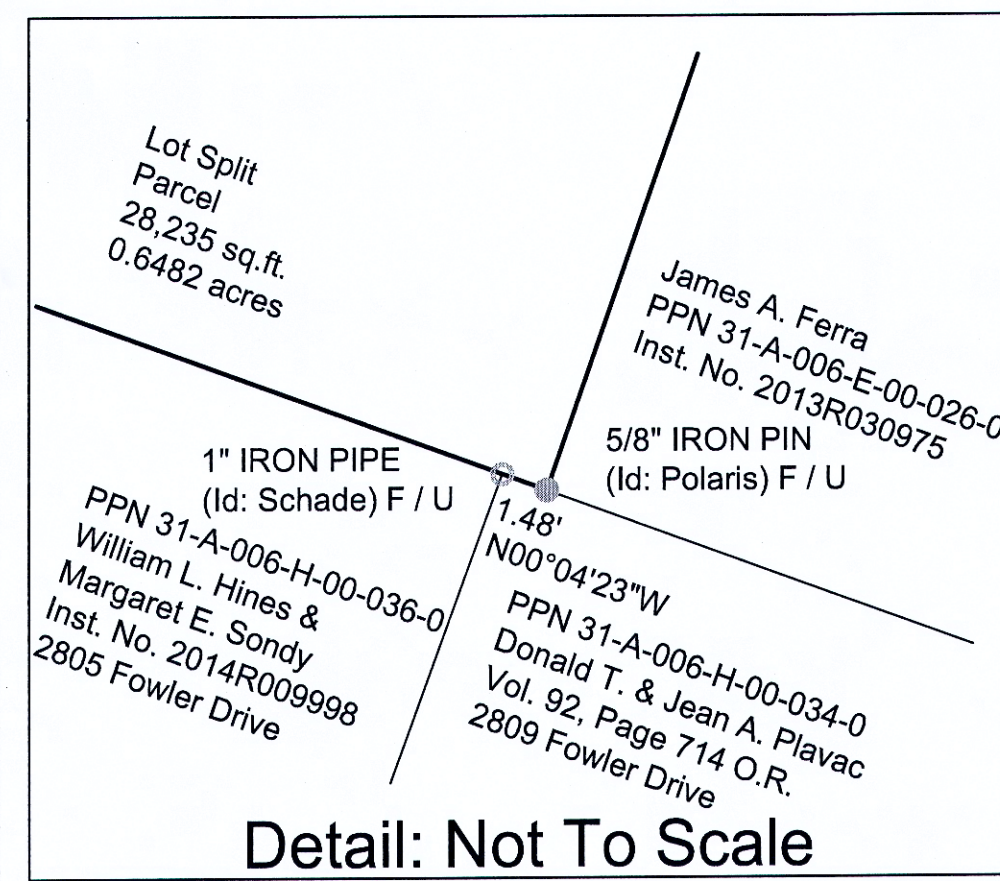 Lot Split
Parcel
28,235 sq.ft.
0.6482 acres
James A. Ferra
PPN 31-A-006-E-00-026-0
Inst. No. 2013R030975
1" IRON PIPE
(Id: Schade) F / U
5/8" IRON PIN
(Id: Polaris) F / U
1.48'
N00°04'23"W
PPN 31-A-006-H-00-036-0
William L. Hines &
Margaret E. Sondy
Inst. No. 2014R009998
2805 Fowler Drive
PPN 31-A-006-H-00-034-0
Donald T. & Jean A. Plavac
Vol. 92, Page 714 O.R.
2809 Fowler Drive
Detail: Not To Scale